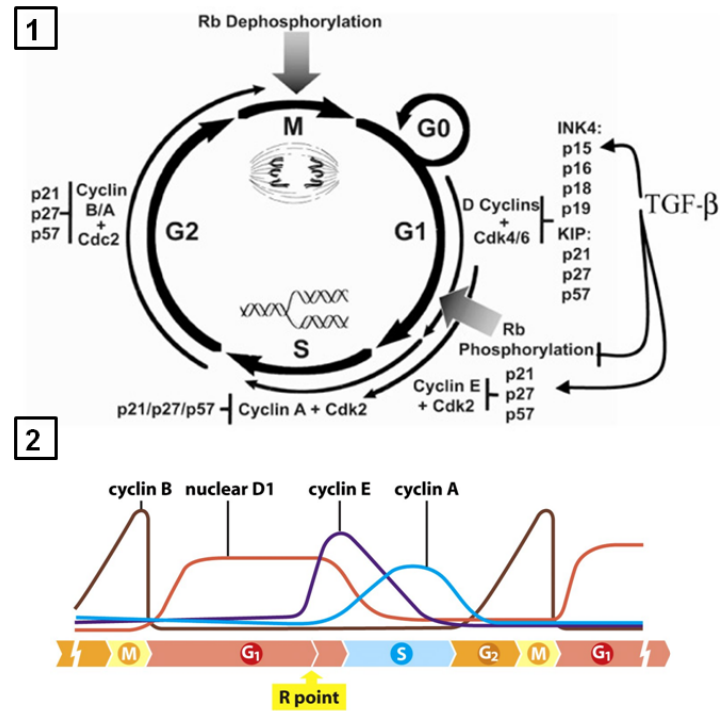 1
Rb Dephosphorylation
M
G0
INK4:
p15
p16
p18
p19
KIP:
p21
p27
p57
TGF-β
D Cyclins
+
Cdk4/6
p21
p27
p57
Cyclin
B/A
+
Cdc2
G2
G1
S
Rb
Phosphorylation
p21/p27/p57
Cyclin A + Cdk2
Cyclin E
+ Cdk2
p21
p27
p57
2
cyclin B nuclear D1 cyclin E cyclin A
M G1 S G2 M G1
R point